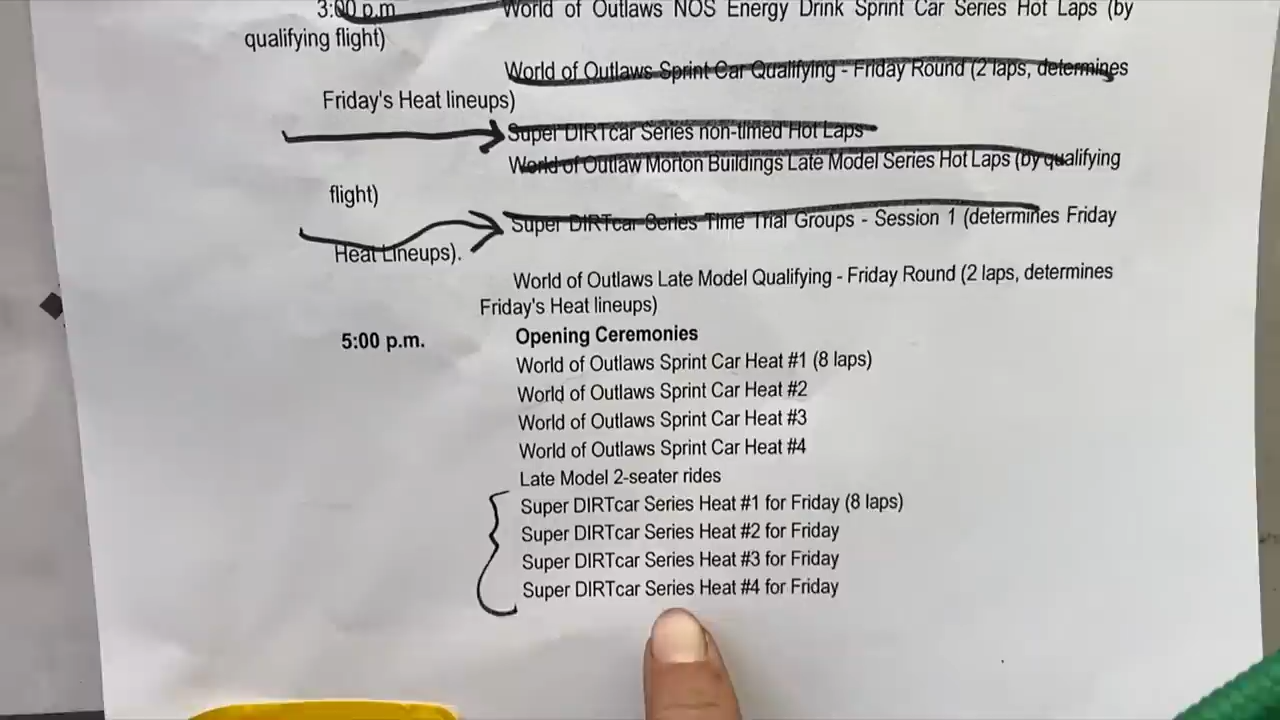 3:00 p.m World of Outlaws NOS Energy Drink Sprint Car Series Hot Laps (by
qualifying flight)
World of Outlaws Sprint Car Qualifying - Friday Round (2 laps, determines
Friday's Heat lineups)
Super DIRTcar Series non-timed Hot Laps
World of Outlaw Morton Buildings Late Model Series Hot Laps (by qualifying
flight)
Super DIRTcar Series Time Trial Groups - Session 1 (determines Friday
Heat Lineups).
World of Outlaws Late Model Qualifying - Friday Round (2 laps, determines
Friday's Heat lineups)
5:00 p.m. Opening Ceremonies
World of Outlaws Sprint Car Heat #1 (8 laps)
World of Outlaws Sprint Car Heat #2
World of Outlaws Sprint Car Heat #3
World of Outlaws Sprint Car Heat #4
Late Model 2-seater rides
Super DIRTcar Series Heat #1 for Friday (8 laps)
Super DIRTcar Series Heat #2 for Friday
Super DIRTcar Series Heat #3 for Friday
Super DIRTcar Series Heat #4 for Friday